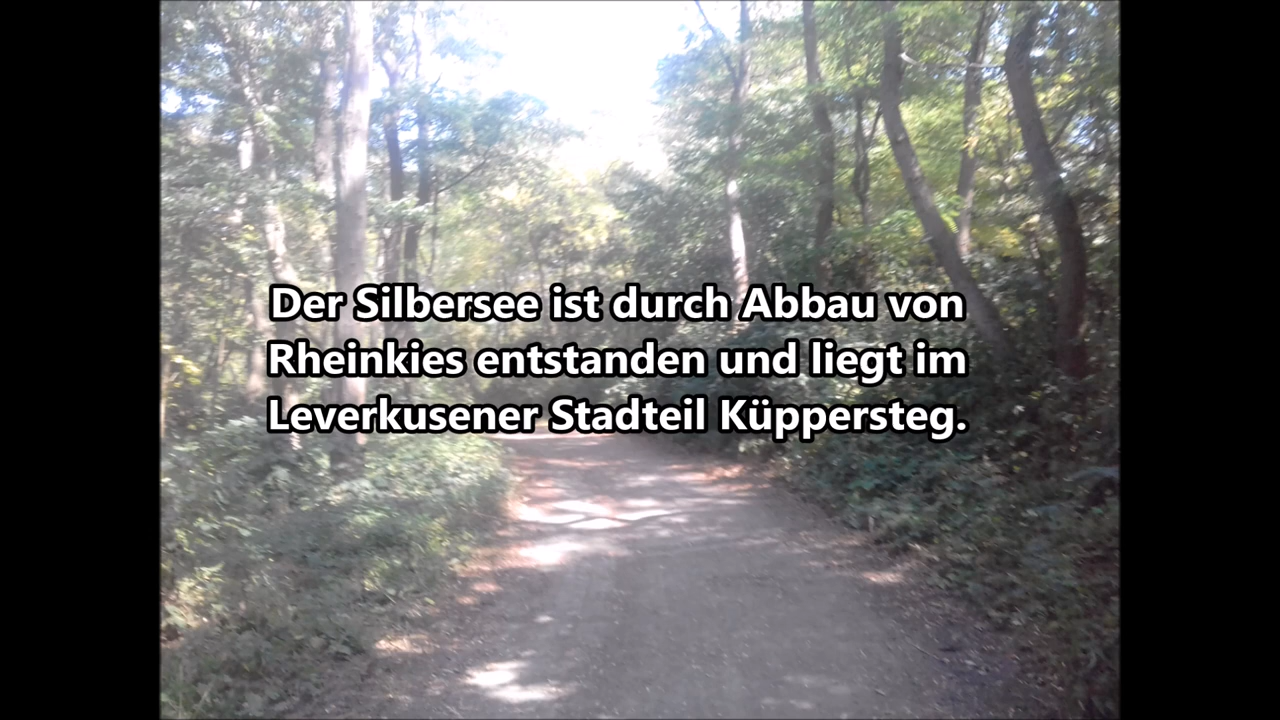 Der Silbersee ist durch Abbau von
Rheinkies entstanden und liegt im
Leverkusener Stadteil Küppersteg.